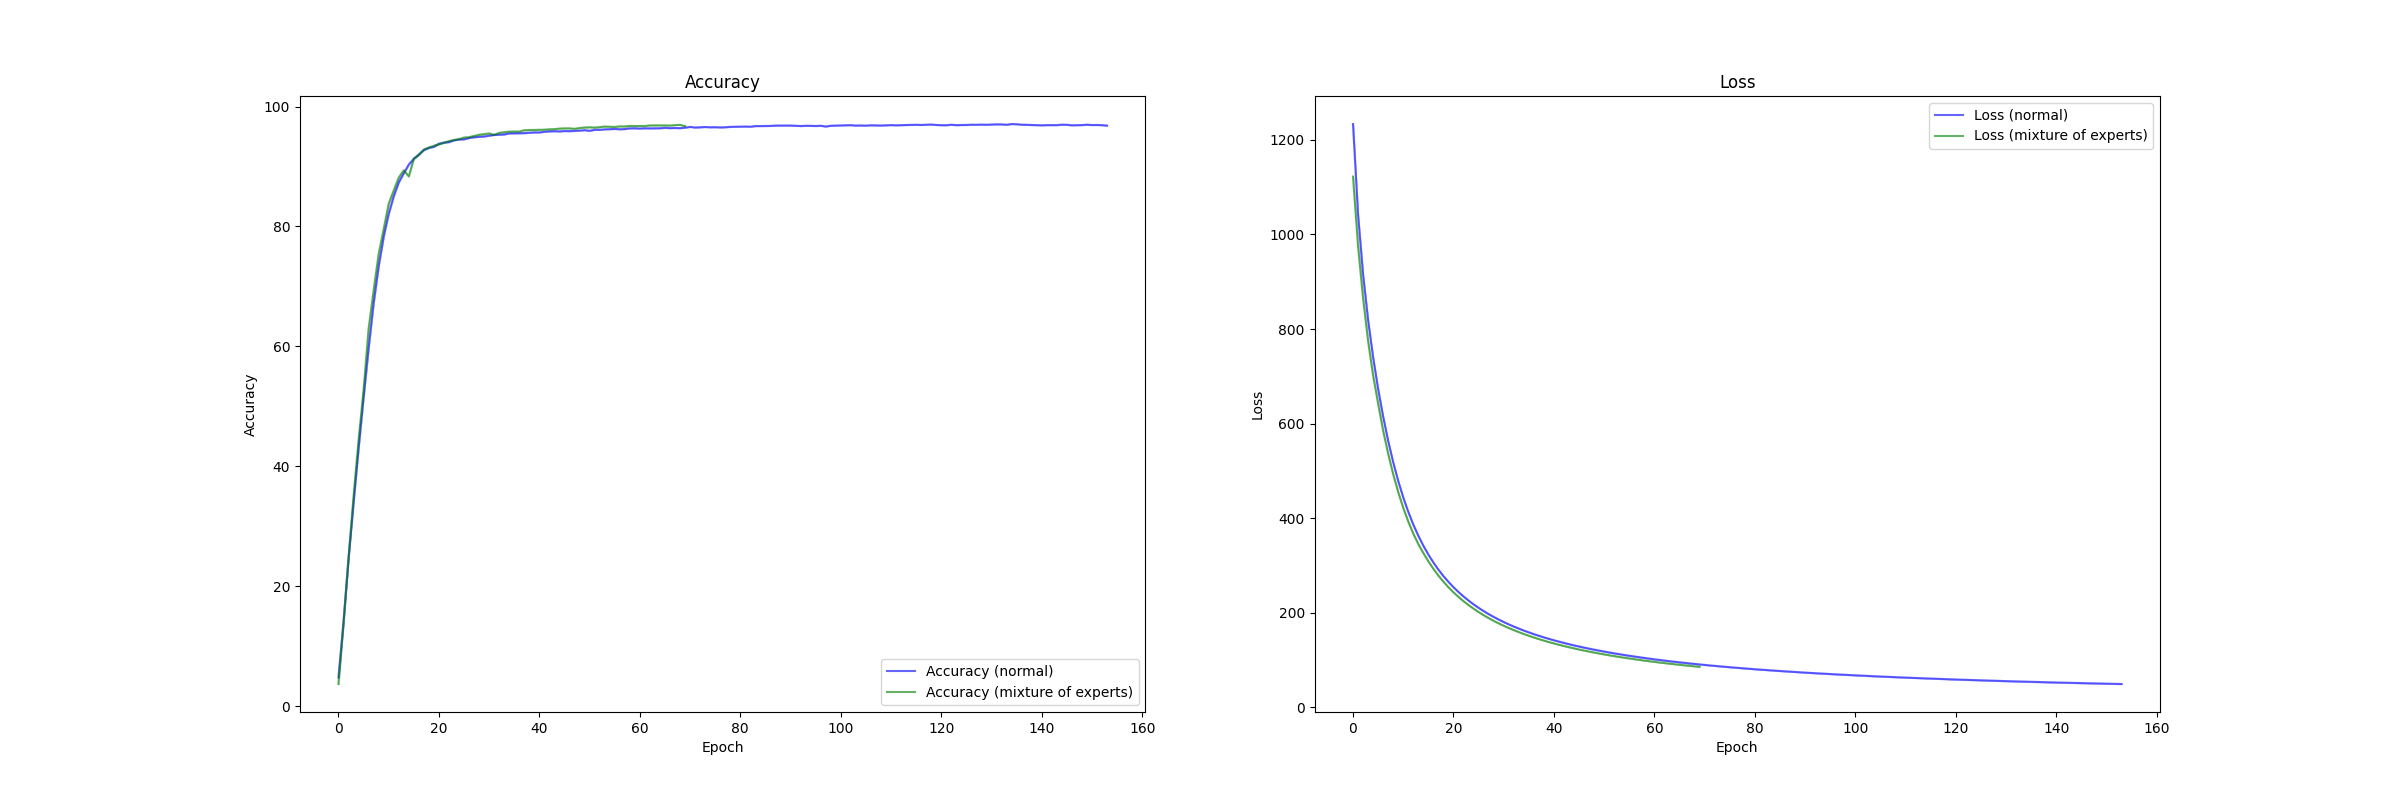 Accuracy
100
80
60
40
20
0
Accuracy
Accuracy (normal)
Accuracy (mixture of experts)
0 20 40 60 80 100 120 140 160
Epoch
Loss
1200
1000
800
600
400
200
0
Loss
Loss (normal)
Loss (mixture of experts)
0 20 40 60 80 100 120 140 160
Epoch